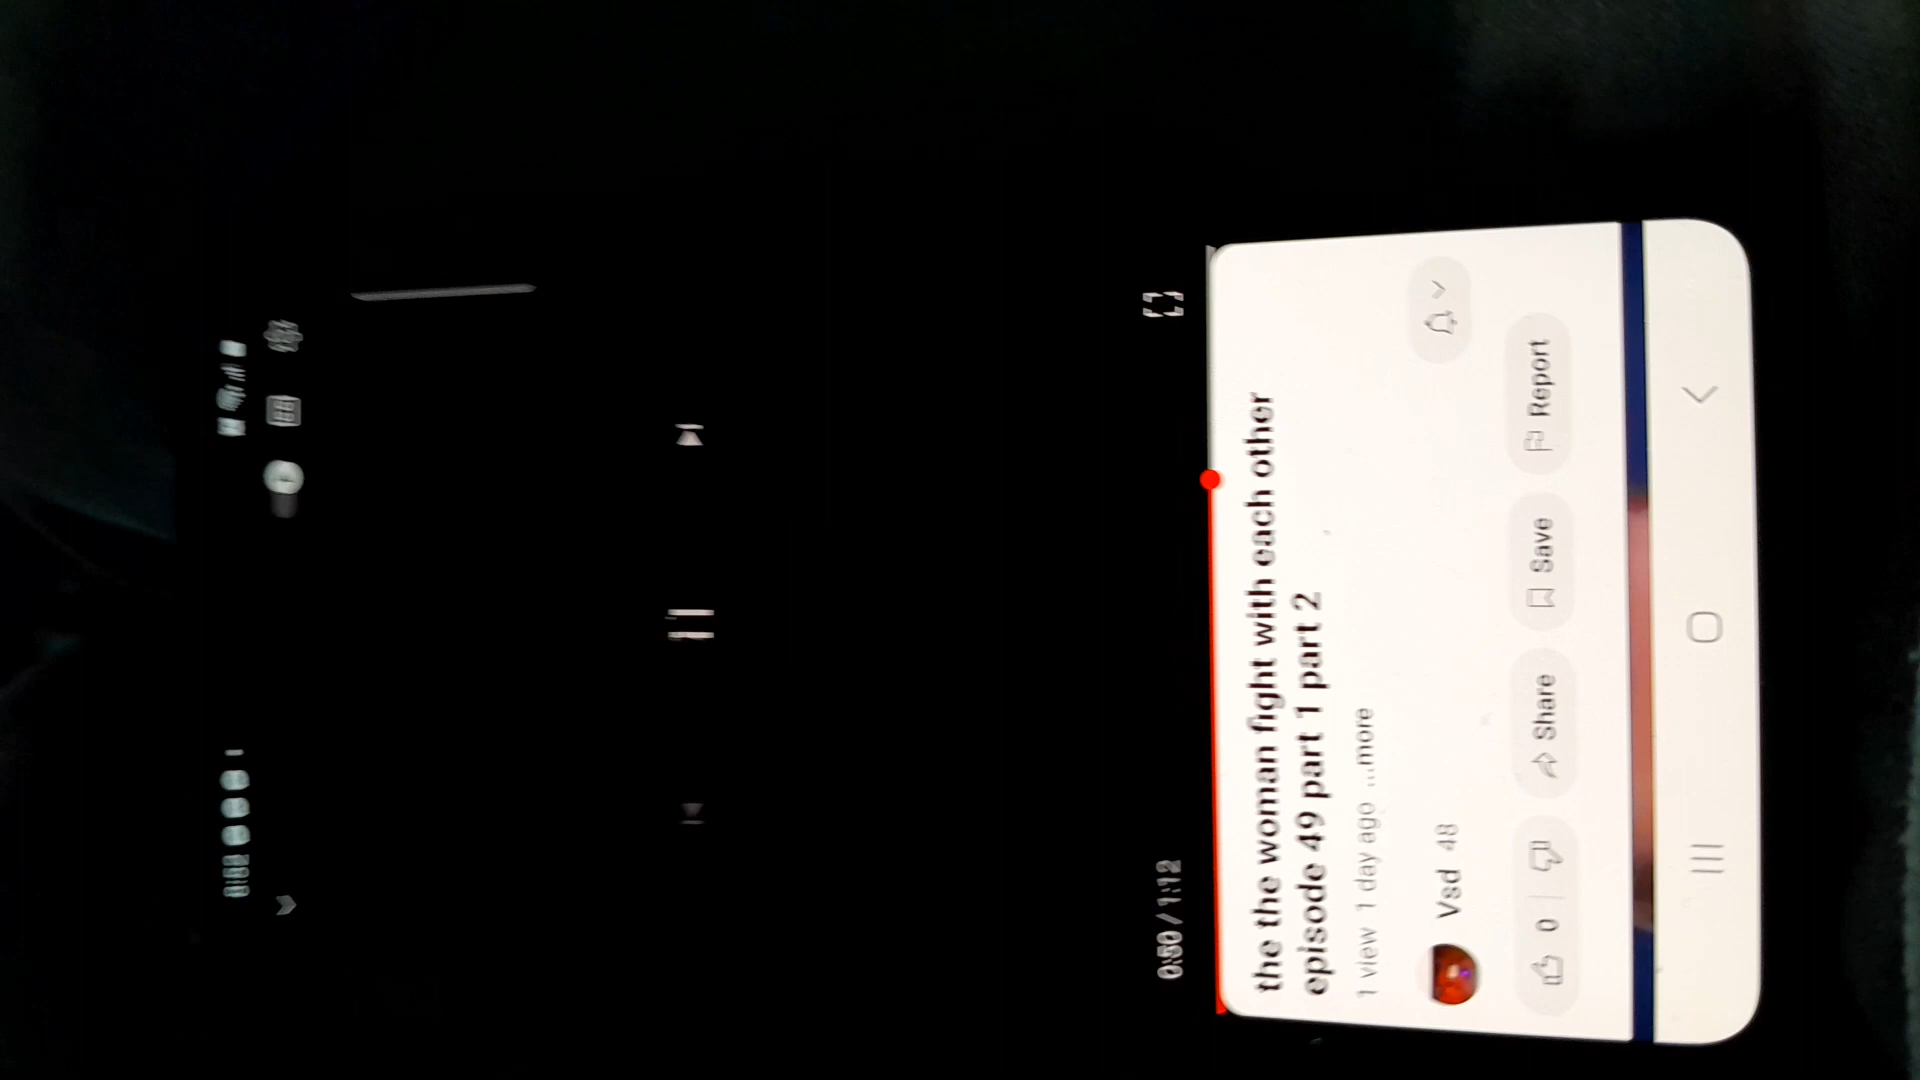 0:50 / 1:12
the the woman fight with each other
episode 49 part 1 part 2
1 view 1 day ago ...more
Vsd 48
0
Share
Save
Report